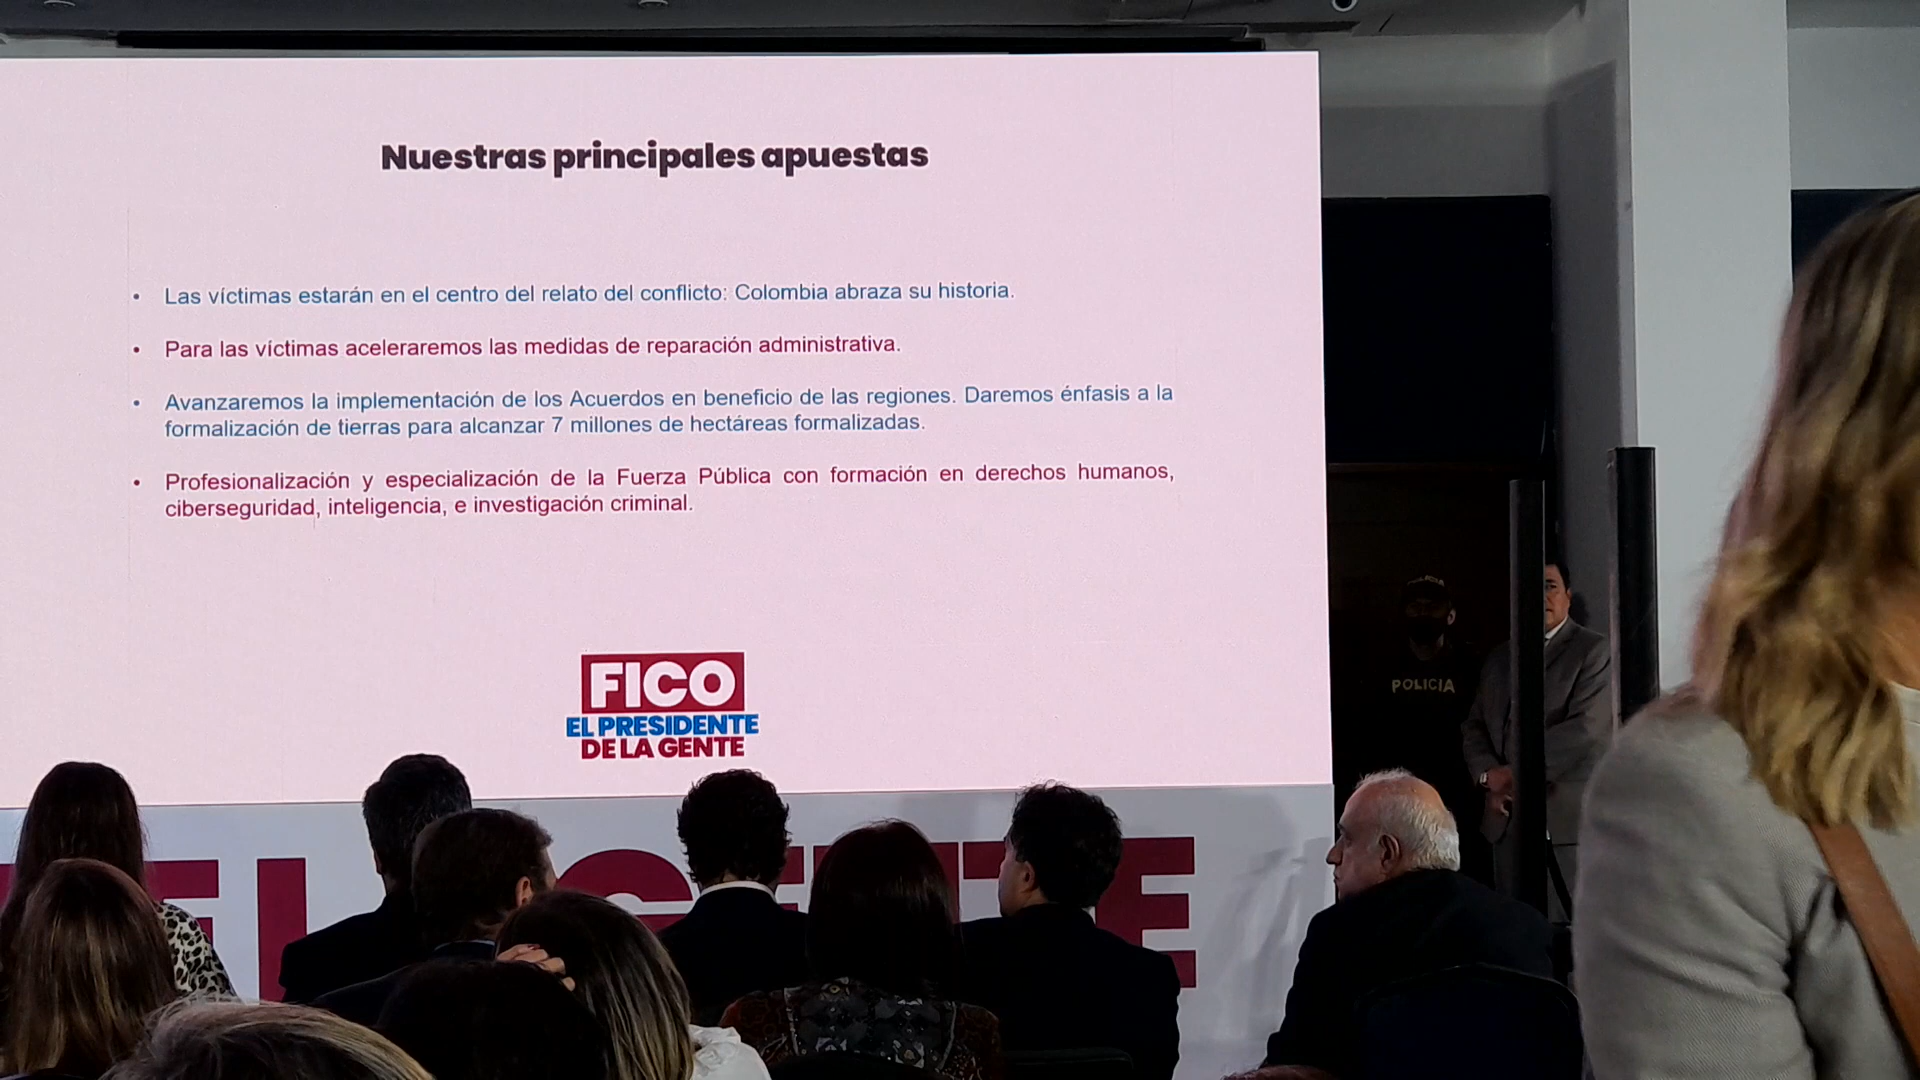 Nuestras principales apuestas
• Las víctimas estarán en el centro del relato del conflicto: Colombia abraza su historia.
• Para las víctimas aceleraremos las medidas de reparación administrativa.
• Avanzaremos la implementación de los Acuerdos en beneficio de las regiones. Daremos énfasis a la
formalización de tierras para alcanzar 7 millones de hectáreas formalizadas.
• Profesionalización y especialización de la Fuerza Pública con formación en derechos humanos,
ciberseguridad, inteligencia, e investigación criminal.
FICO
EL PRESIDENTE
DE LA GENTE
POLICIA